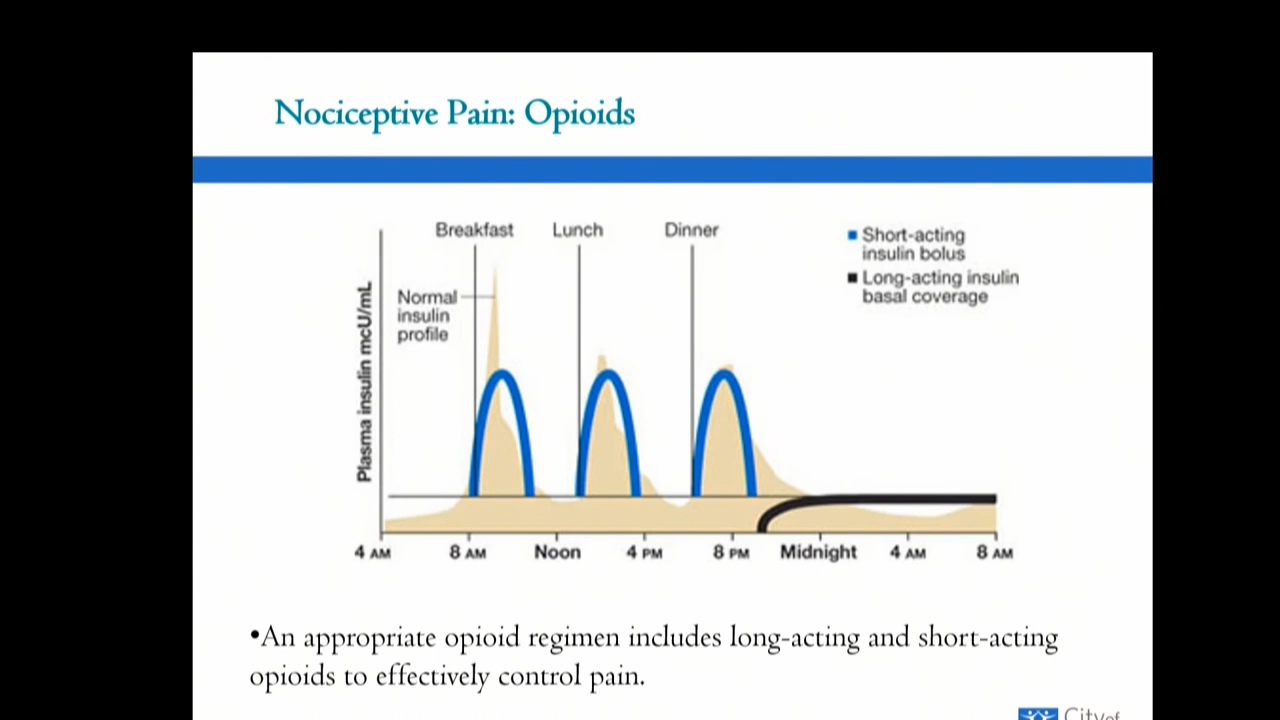 Nociceptive Pain: Opioids
Breakfast Lunch Dinner
Short-acting
insulin bolus
Long-acting insulin
basal coverage
Normal
insulin
profile
Plasma insulin mcU/mL
4 AM 8 AM Noon 4 PM 8 PM Midnight 4 AM 8 AM
•An appropriate opioid regimen includes long-acting and short-acting
opioids to effectively control pain.
City of